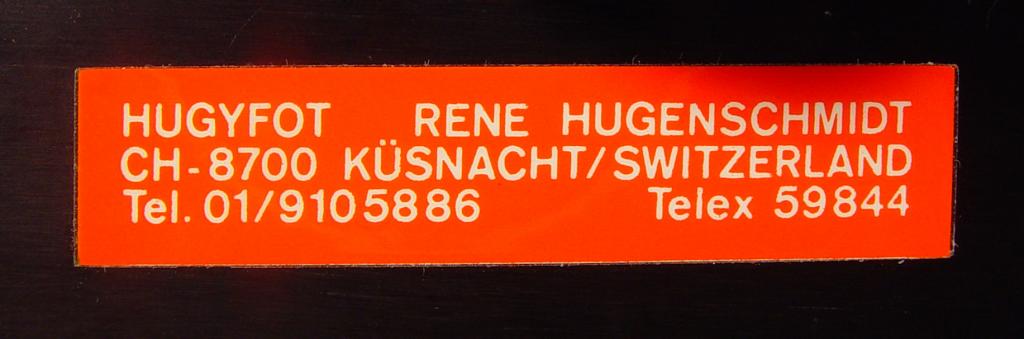 HUGYFOT RENE HUGENSCHMIDT
CH-8700 KÜSNACHT/SWITZERLAND
Tel. 01/9105886 Telex 59844